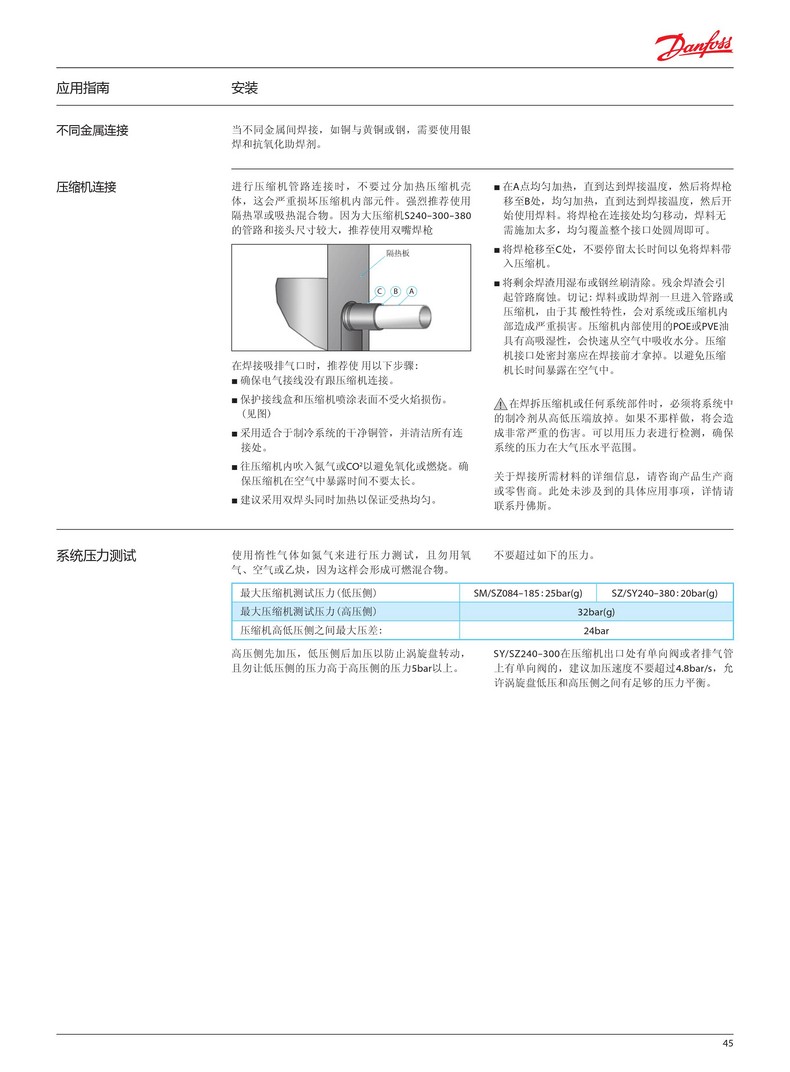 Danfoss
应用指南
安装
不同金属连接
当不同金属间焊接，如铜与黄铜或钢，需要使用银
焊和抗氧化助焊剂。
压缩机连接
进行压缩机管路连接时，不要过分加热压缩机壳
体，这会严重损坏压缩机内部元件。强烈推荐使用
隔热罩或吸热混合物。因为大压缩机S240-300-380
的管路和接头尺寸较大，推荐使用双嘴焊枪
隔热板
C B A
在焊接吸排气口时，推荐使 用以下步骤：
■ 确保电气接线没有跟压缩机连接。
■ 保护接线盒和压缩机喷涂表面不受火焰损伤。
（见图）
■ 采用适合于制冷系统的干净铜管，并清洁所有连
接处。
■ 往压缩机内吹入氮气或CO²以避免氧化或燃烧。确
保压缩机在空气中暴露时间不要太长。
■ 建议采用双焊头同时加热以保证受热均匀。
■ 在A点均匀加热，直到达到焊接温度，然后将焊枪
移至B处，均匀加热，直到达到焊接温度，然后开
始使用焊料。将焊枪在连接处均匀移动，焊料无
需施加太多，均匀覆盖整个接口处圆周即可。
■ 将焊枪移至C处，不要停留太长时间以免将焊料带
入压缩机。
■ 将剩余焊渣用湿布或钢丝刷清除。残余焊渣会引
起管路腐蚀。切记：焊料或助焊剂一旦进入管路或
压缩机，由于其 酸性特性，会对系统或压缩机内
部造成严重损害。压缩机内部使用的POE或PVE油
具有高吸湿性，会快速从空气中吸收水分。压缩
机接口处密封塞应在焊接前才拿掉。以避免压缩
机长时间暴露在空气中。
在焊拆压缩机或任何系统部件时，必须将系统中
的制冷剂从高低压端放掉。如果不那样做，将会造
成非常严重的伤害。可以用压力表进行检测，确保
系统的压力在大气压水平范围。
关于焊接所需材料的详细信息，请咨询产品生产商
或零售商。此处未涉及到的具体应用事项，详情请
联系丹佛斯。
系统压力测试
使用惰性气体如氮气来进行压力测试，且勿用氧
气、空气或乙炔，因为这样会形成可燃混合物。
不要超过如下的压力。
最大压缩机测试压力（低压侧） SM/SZ084-185：25bar(g) SZ/SY240-380：20bar(g)
最大压缩机测试压力（高压侧） 32bar(g)
压缩机高低压侧之间最大压差： 24bar
高压侧先加压，低压侧后加压以防止涡旋盘转动，
且勿让低压侧的压力高于高压侧的压力5bar以上。
SY/SZ240-300在压缩机出口处有单向阀或者排气管
上有单向阀的，建议加压速度不要超过4.8bar/s，允
许涡旋盘低压和高压侧之间有足够的压力平衡。
45